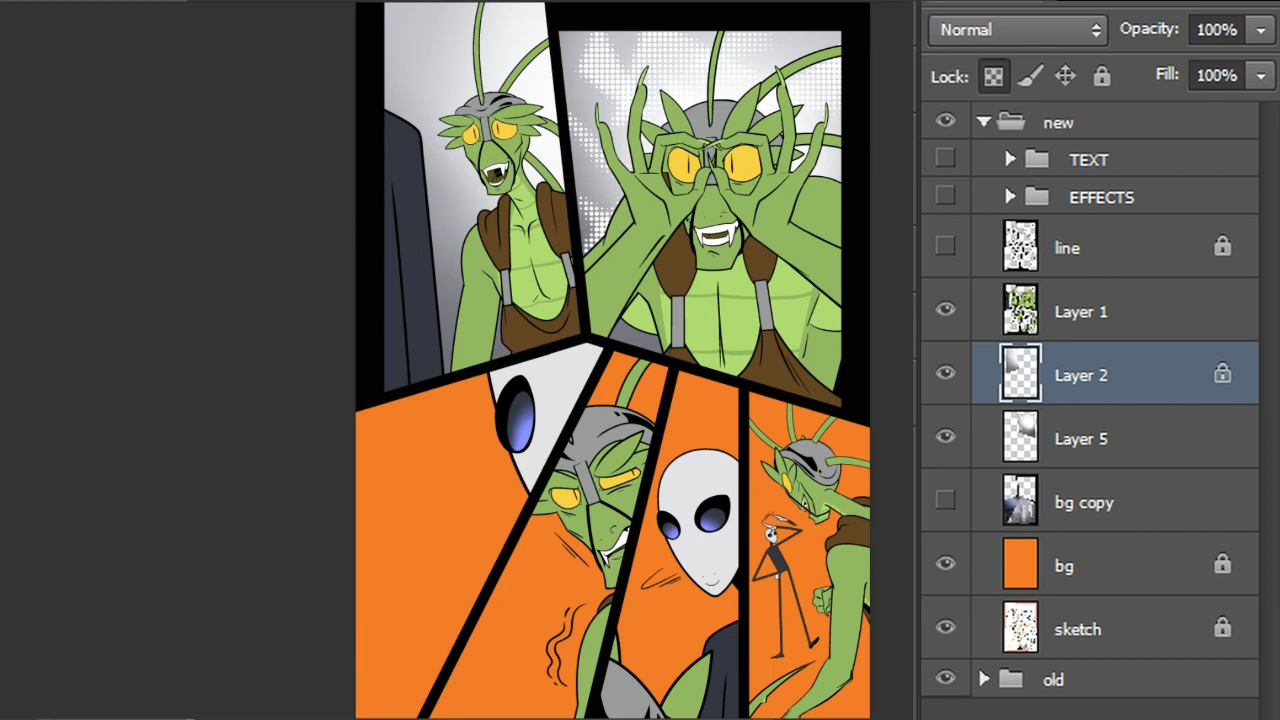 Normal Opacity: 100%
Lock: Fill: 100%
new
TEXT
EFFECTS
line
Layer 1
Layer 2
Layer 5
bg copy
bg
sketch
old